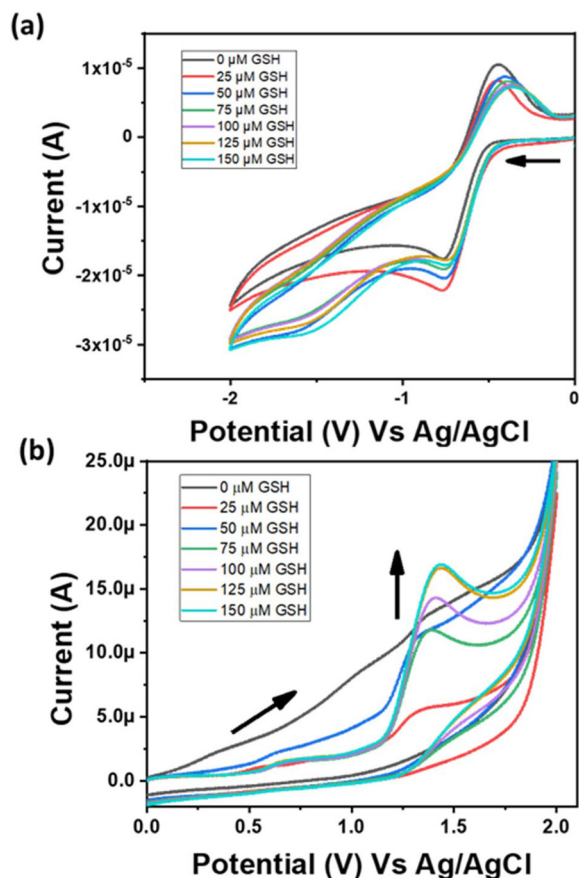 (a)
0 µM GSH
25 µM GSH
50 µM GSH
75 µM GSH
100 µM GSH
125 µM GSH
150 µM GSH
1x10⁻⁵
0
-1x10⁻⁵
-2x10⁻⁵
-3x10⁻⁵
Current (A)
-2
-1
0
Potential (V) Vs Ag/AgCl
(b)
0 µM GSH
25 µM GSH
50 µM GSH
75 µM GSH
100 µM GSH
125 µM GSH
150 µM GSH
25.0µ
20.0µ
15.0µ
10.0µ
5.0µ
0.0
Current (A)
0.0
0.5
1.0
1.5
2.0
Potential (V) Vs Ag/AgCl